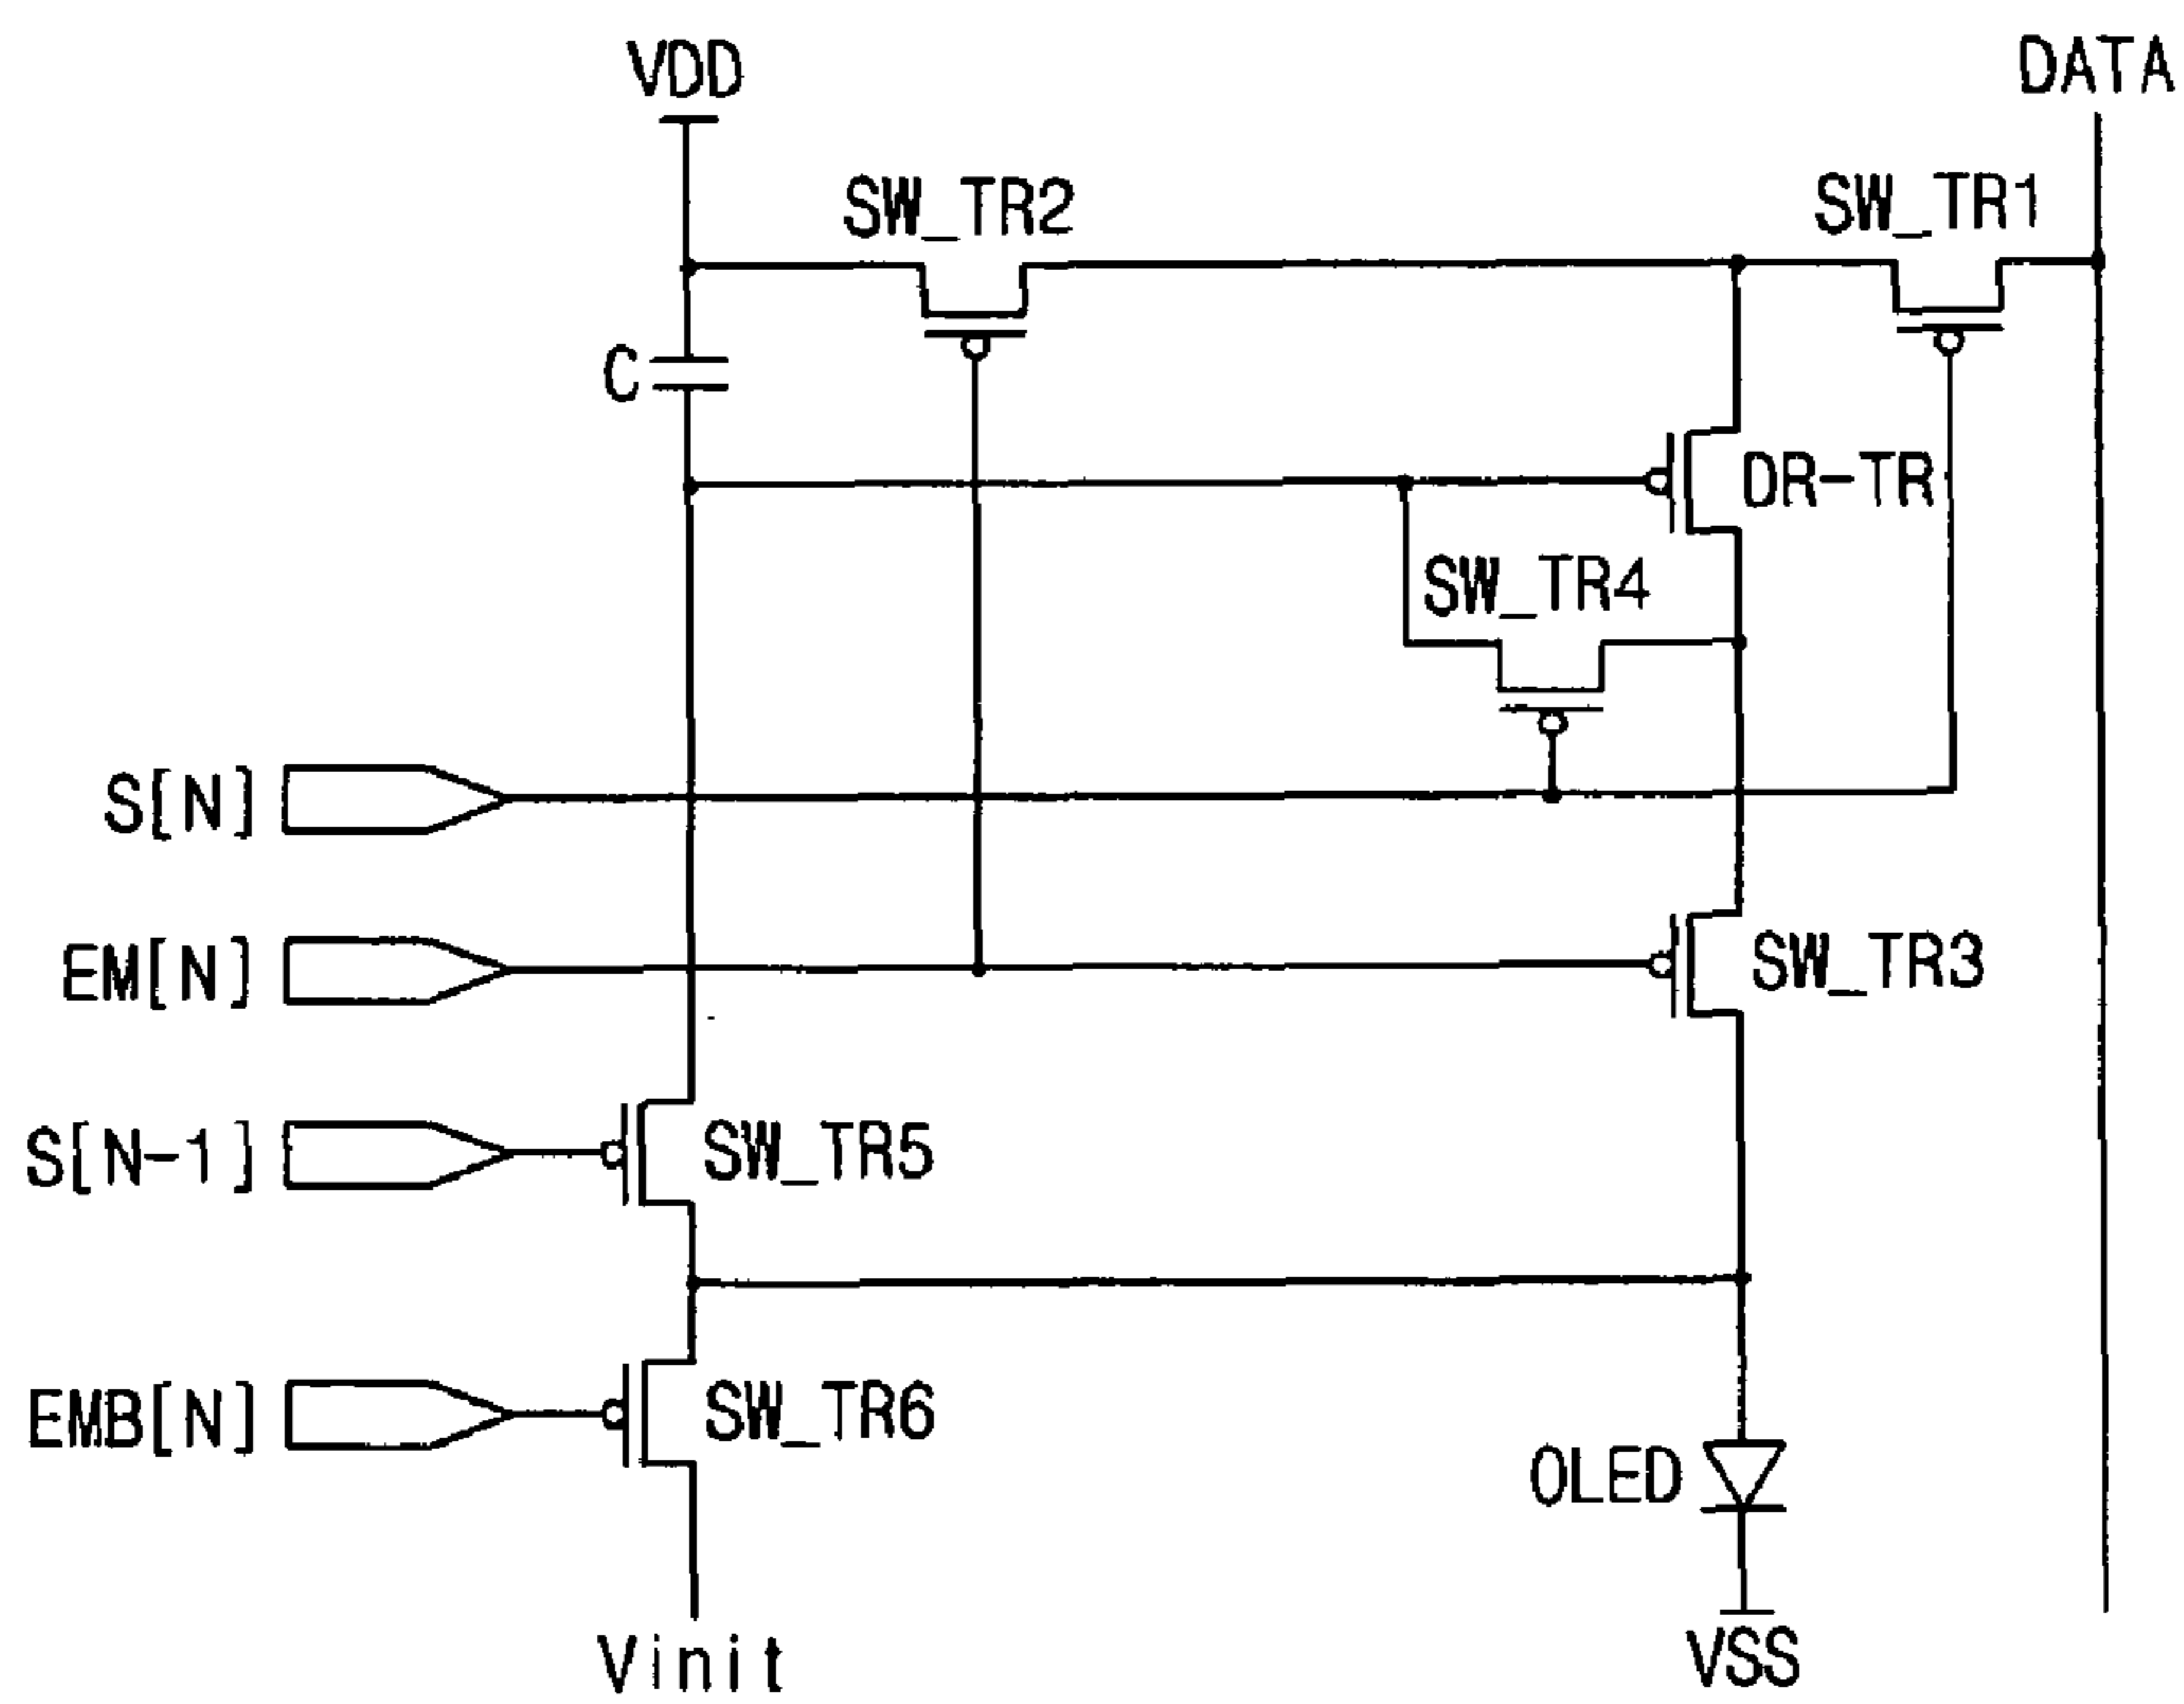 VDD
DATA
SW_TR2
SW_TR1
C
DR-TR
SW_TR4
S[N]
EM[N]
SW_TR3
S[N-1]
SW_TR5
EMB[N]
SW_TR6
OLED
Vinit
VSS